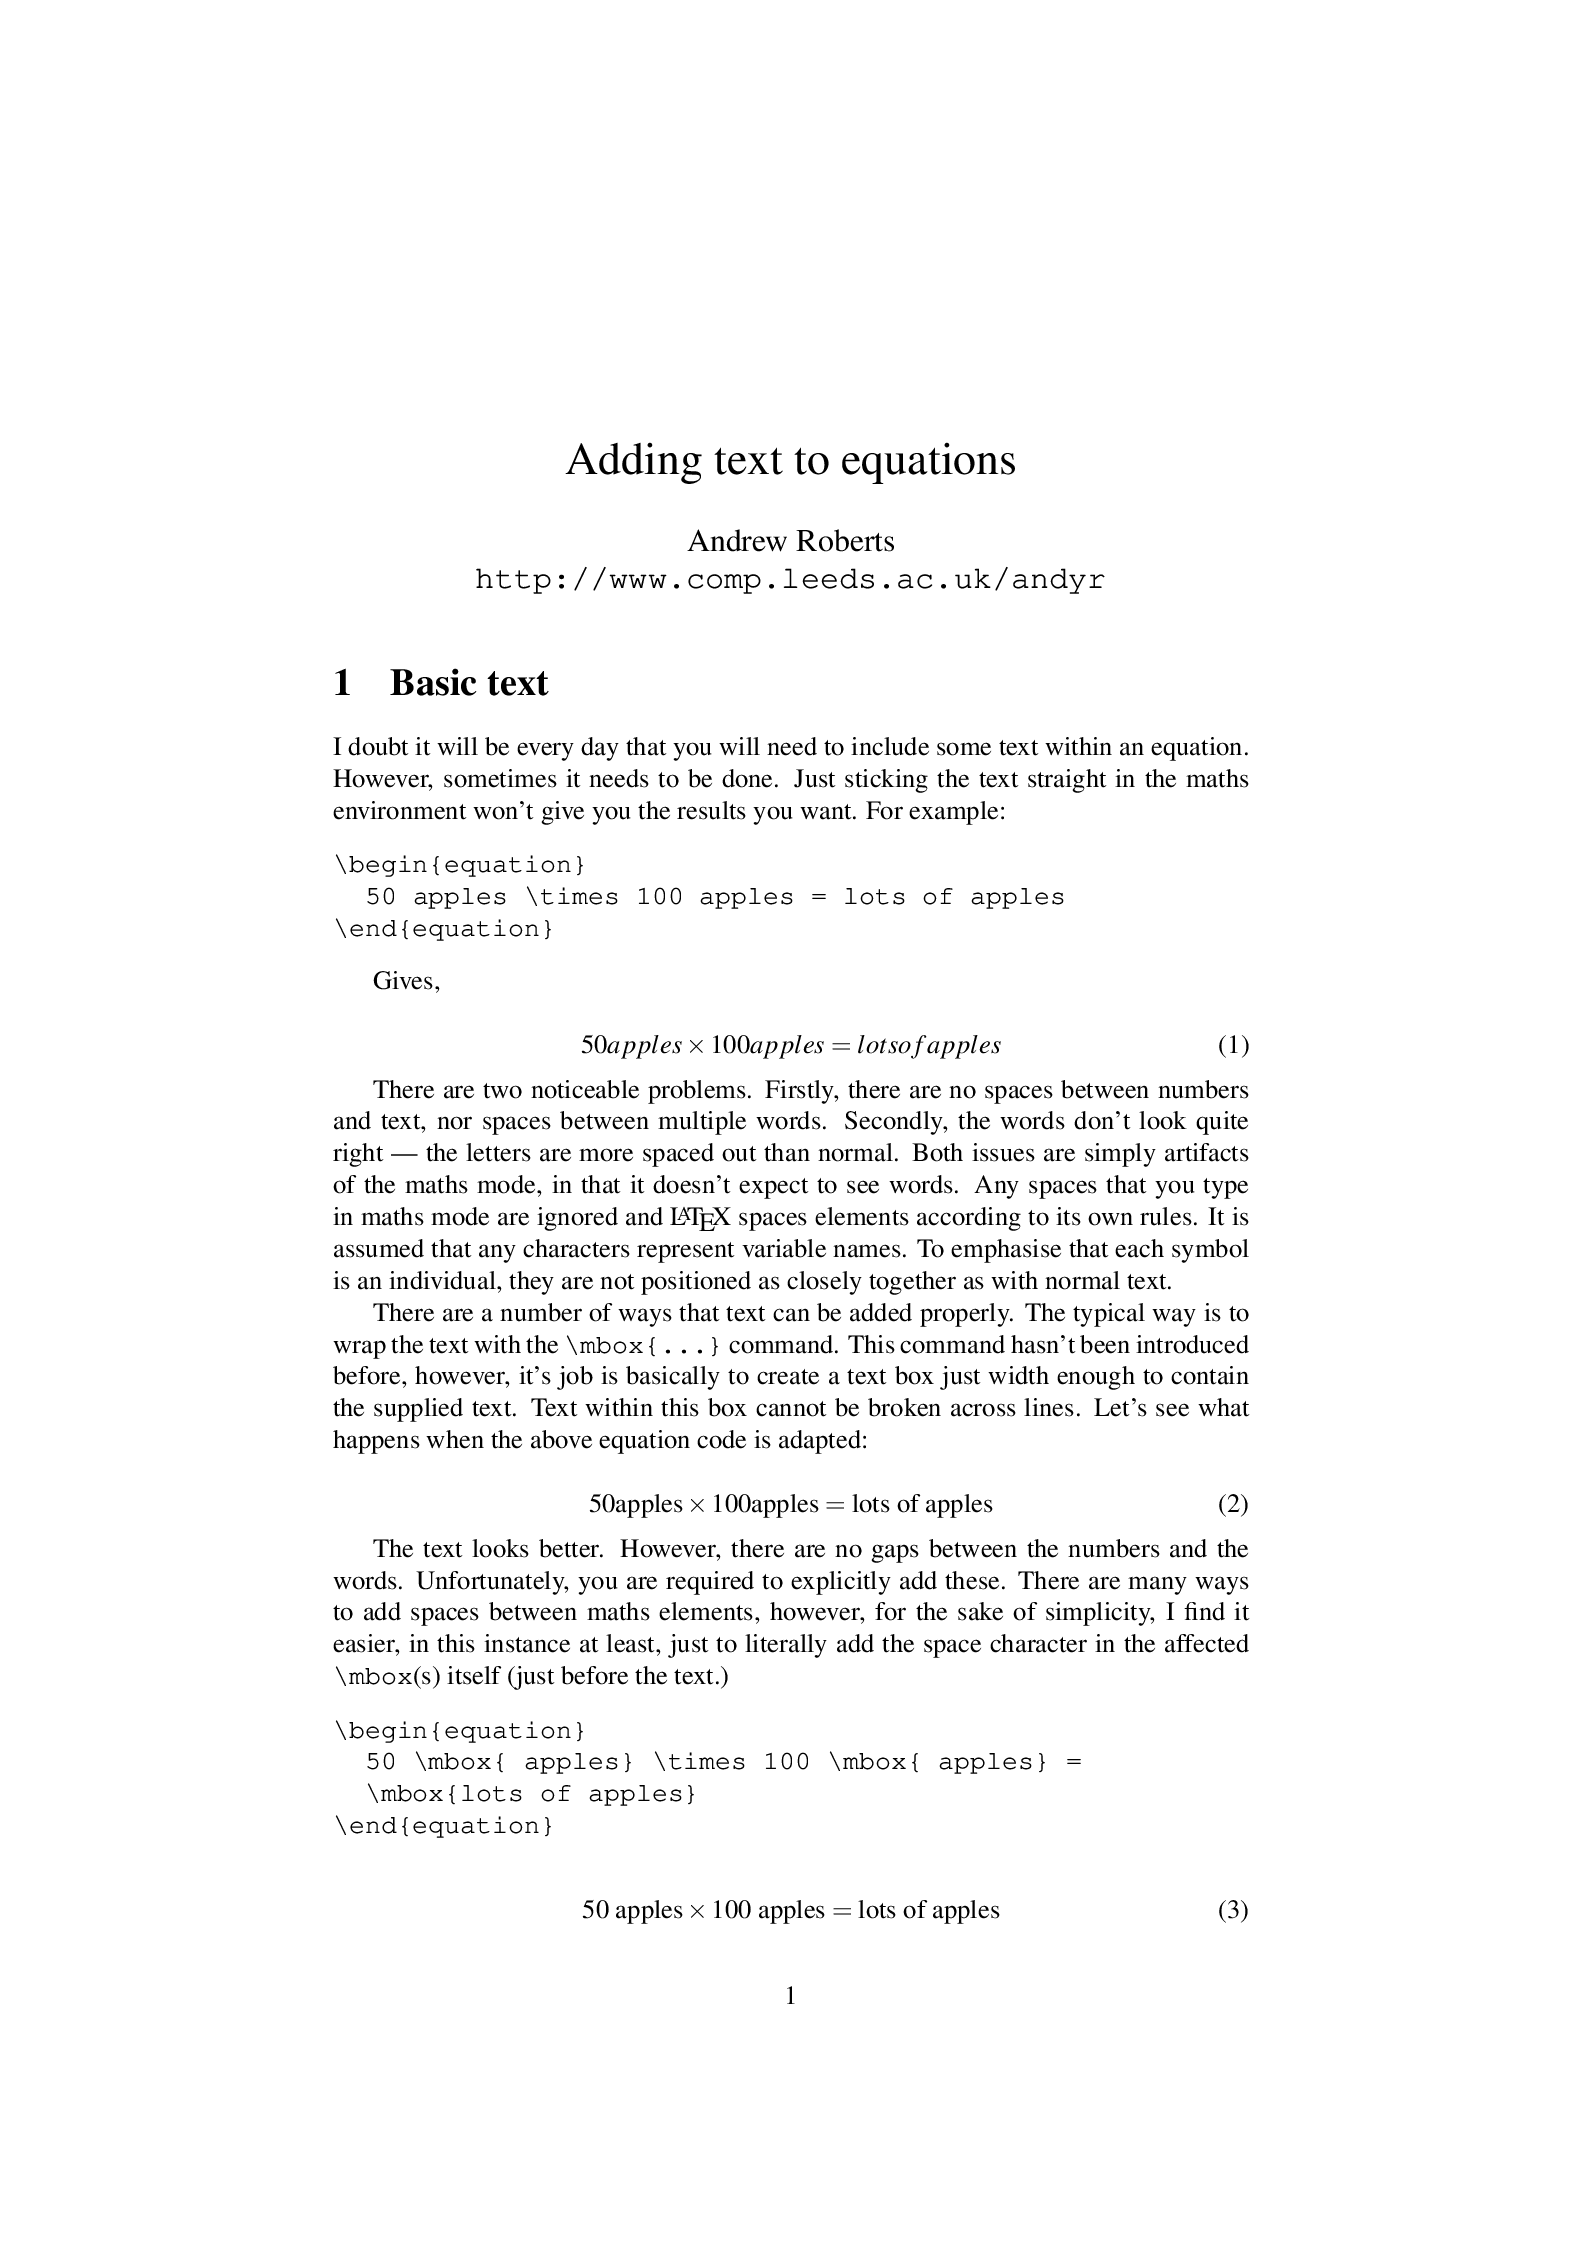 Adding text to equations
Andrew Roberts
http://www.comp.leeds.ac.uk/andyr
1 Basic text
I doubt it will be every day that you will need to include some text within an equation.
However, sometimes it needs to be done. Just sticking the text straight in the maths
environment won't give you the results you want. For example:
\begin{equation}
  50 apples \times 100 apples = lots of apples
\end{equation}
Gives,
50apples × 100apples = lotsofapples (1)
There are two noticeable problems. Firstly, there are no spaces between numbers
and text, nor spaces between multiple words. Secondly, the words don't look quite
right — the letters are more spaced out than normal. Both issues are simply artifacts
of the maths mode, in that it doesn't expect to see words. Any spaces that you type
in maths mode are ignored and LATEX spaces elements according to its own rules. It is
assumed that any characters represent variable names. To emphasise that each symbol
is an individual, they are not positioned as closely together as with normal text.
There are a number of ways that text can be added properly. The typical way is to
wrap the text with the \mbox{...} command. This command hasn't been introduced
before, however, it's job is basically to create a text box just width enough to contain
the supplied text. Text within this box cannot be broken across lines. Let's see what
happens when the above equation code is adapted:
50apples × 100apples = lots of apples (2)
The text looks better. However, there are no gaps between the numbers and the
words. Unfortunately, you are required to explicitly add these. There are many ways
to add spaces between maths elements, however, for the sake of simplicity, I find it
easier, in this instance at least, just to literally add the space character in the affected
\mbox(s) itself (just before the text.)
\begin{equation}
  50 \mbox{ apples} \times 100 \mbox{ apples} =
  \mbox{lots of apples}
\end{equation}
50 apples × 100 apples = lots of apples (3)
1